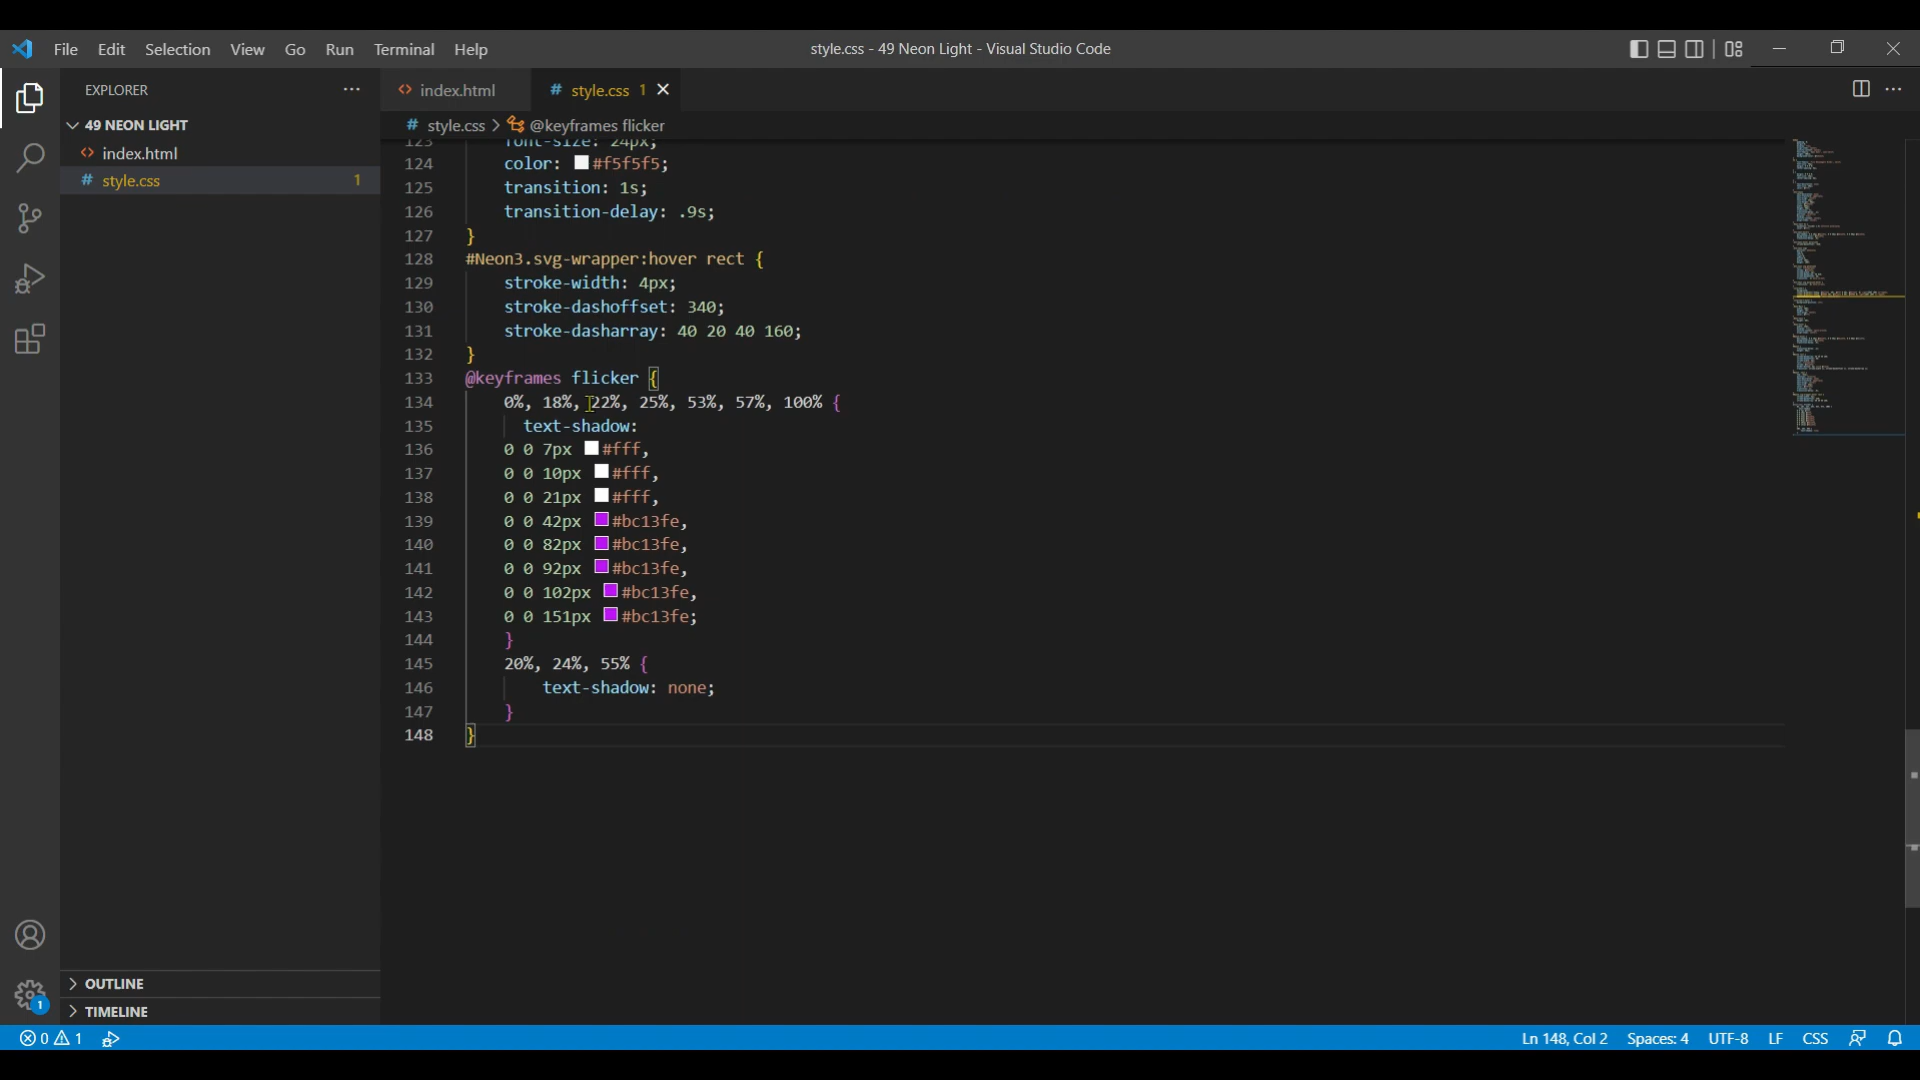 File Edit Selection View Go Run Terminal Help
style.css - 49 Neon Light - Visual Studio Code
EXPLORER
index.html
style.css 1
style.css > @keyframes flicker
49 NEON LIGHT
index.html
style.css 1
123 font-size: 24px;
124 color: #f5f5f5;
125 transition: 1s;
126 transition-delay: .9s;
127 }
128 #Neon3.svg-wrapper:hover rect {
129 stroke-width: 4px;
130 stroke-dashoffset: 340;
131 stroke-dasharray: 40 20 40 160;
132 }
133 @keyframes flicker {
134 0%, 18%, 22%, 25%, 53%, 57%, 100% {
135 text-shadow:
136 0 0 7px #fff,
137 0 0 10px #fff,
138 0 0 21px #fff,
139 0 0 42px #bc13fe,
140 0 0 82px #bc13fe,
141 0 0 92px #bc13fe,
142 0 0 102px #bc13fe,
143 0 0 151px #bc13fe;
144 }
145 20%, 24%, 55% {
146 text-shadow: none;
147 }
148 }
OUTLINE
TIMELINE
1
0 1
Ln 148, Col 2 Spaces: 4 UTF-8 LF CSS